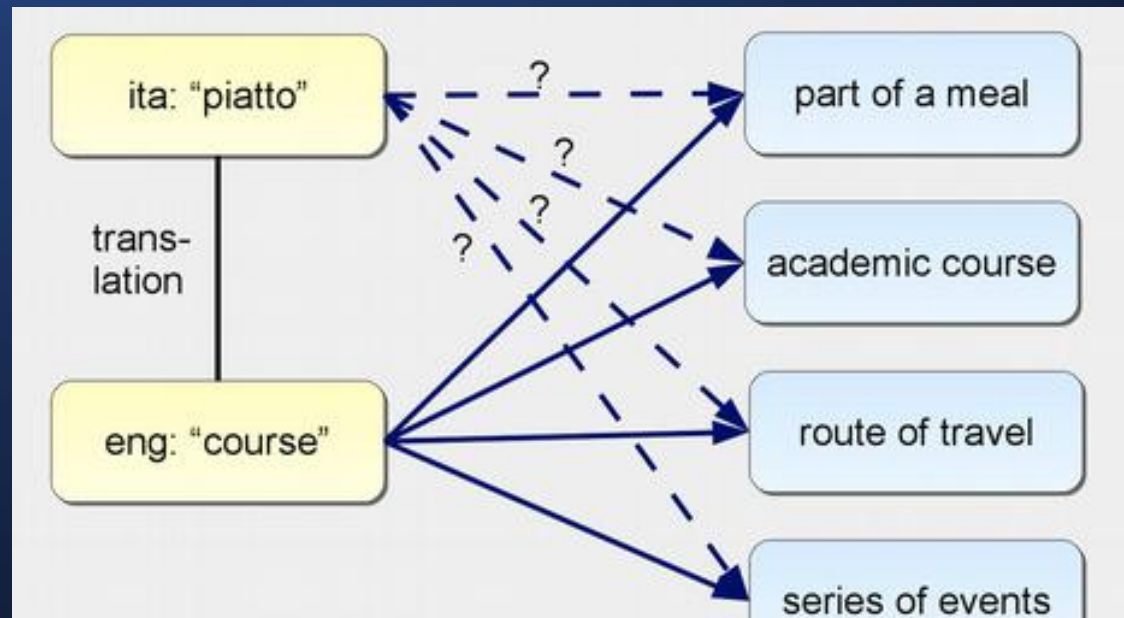 ita: “piatto”
?
part of a meal
?
trans-
lation
?
?
academic course
eng: “course”
route of travel
series of events